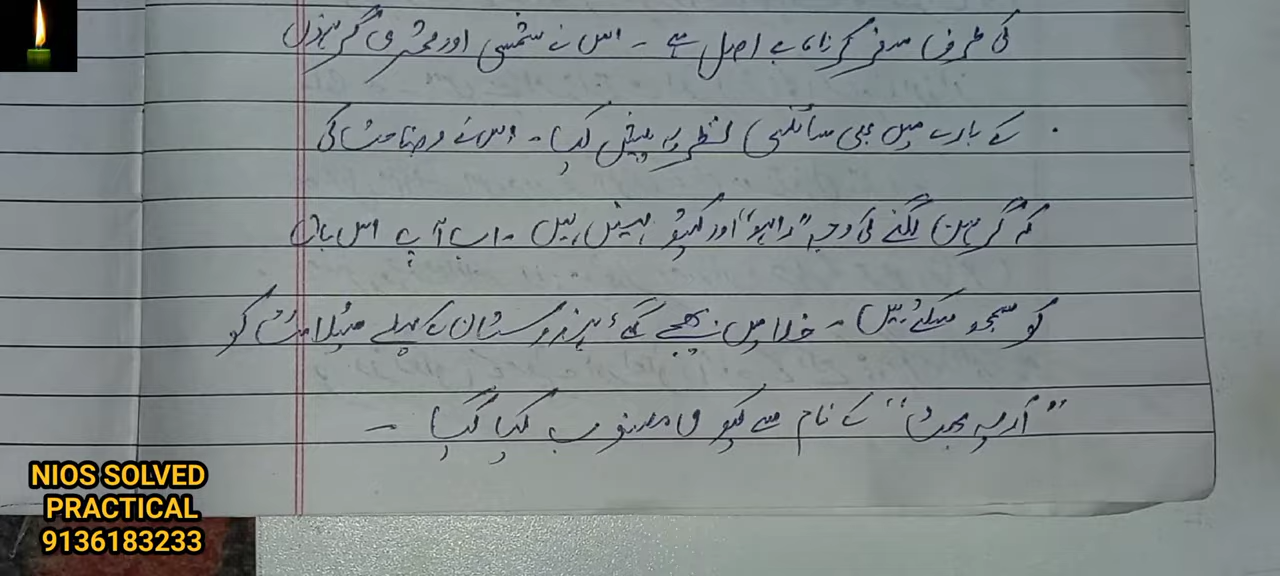 کی طرف سفر کرنا بے اصل ہے ۔ اس نے شمسی اور قمری گرہنوں
کے بارے میں بھی سائنسی نظریہ پیش کیا ۔ اس نے وضاحت کی
کہ گرہن لگنے کی وجہ "راہو" اور کیتو نہیں ہیں ۔ اب آپ اس بات
کو سمجھ سکتے ہیں ۔ خلا میں بھیجے گئے ہندوستان کے پہلے سیٹلائٹ کو
"آریہ بھٹ" کے نام سے کیوں منسوب کیا گیا ۔
NIOS SOLVED
PRACTICAL
9136183233